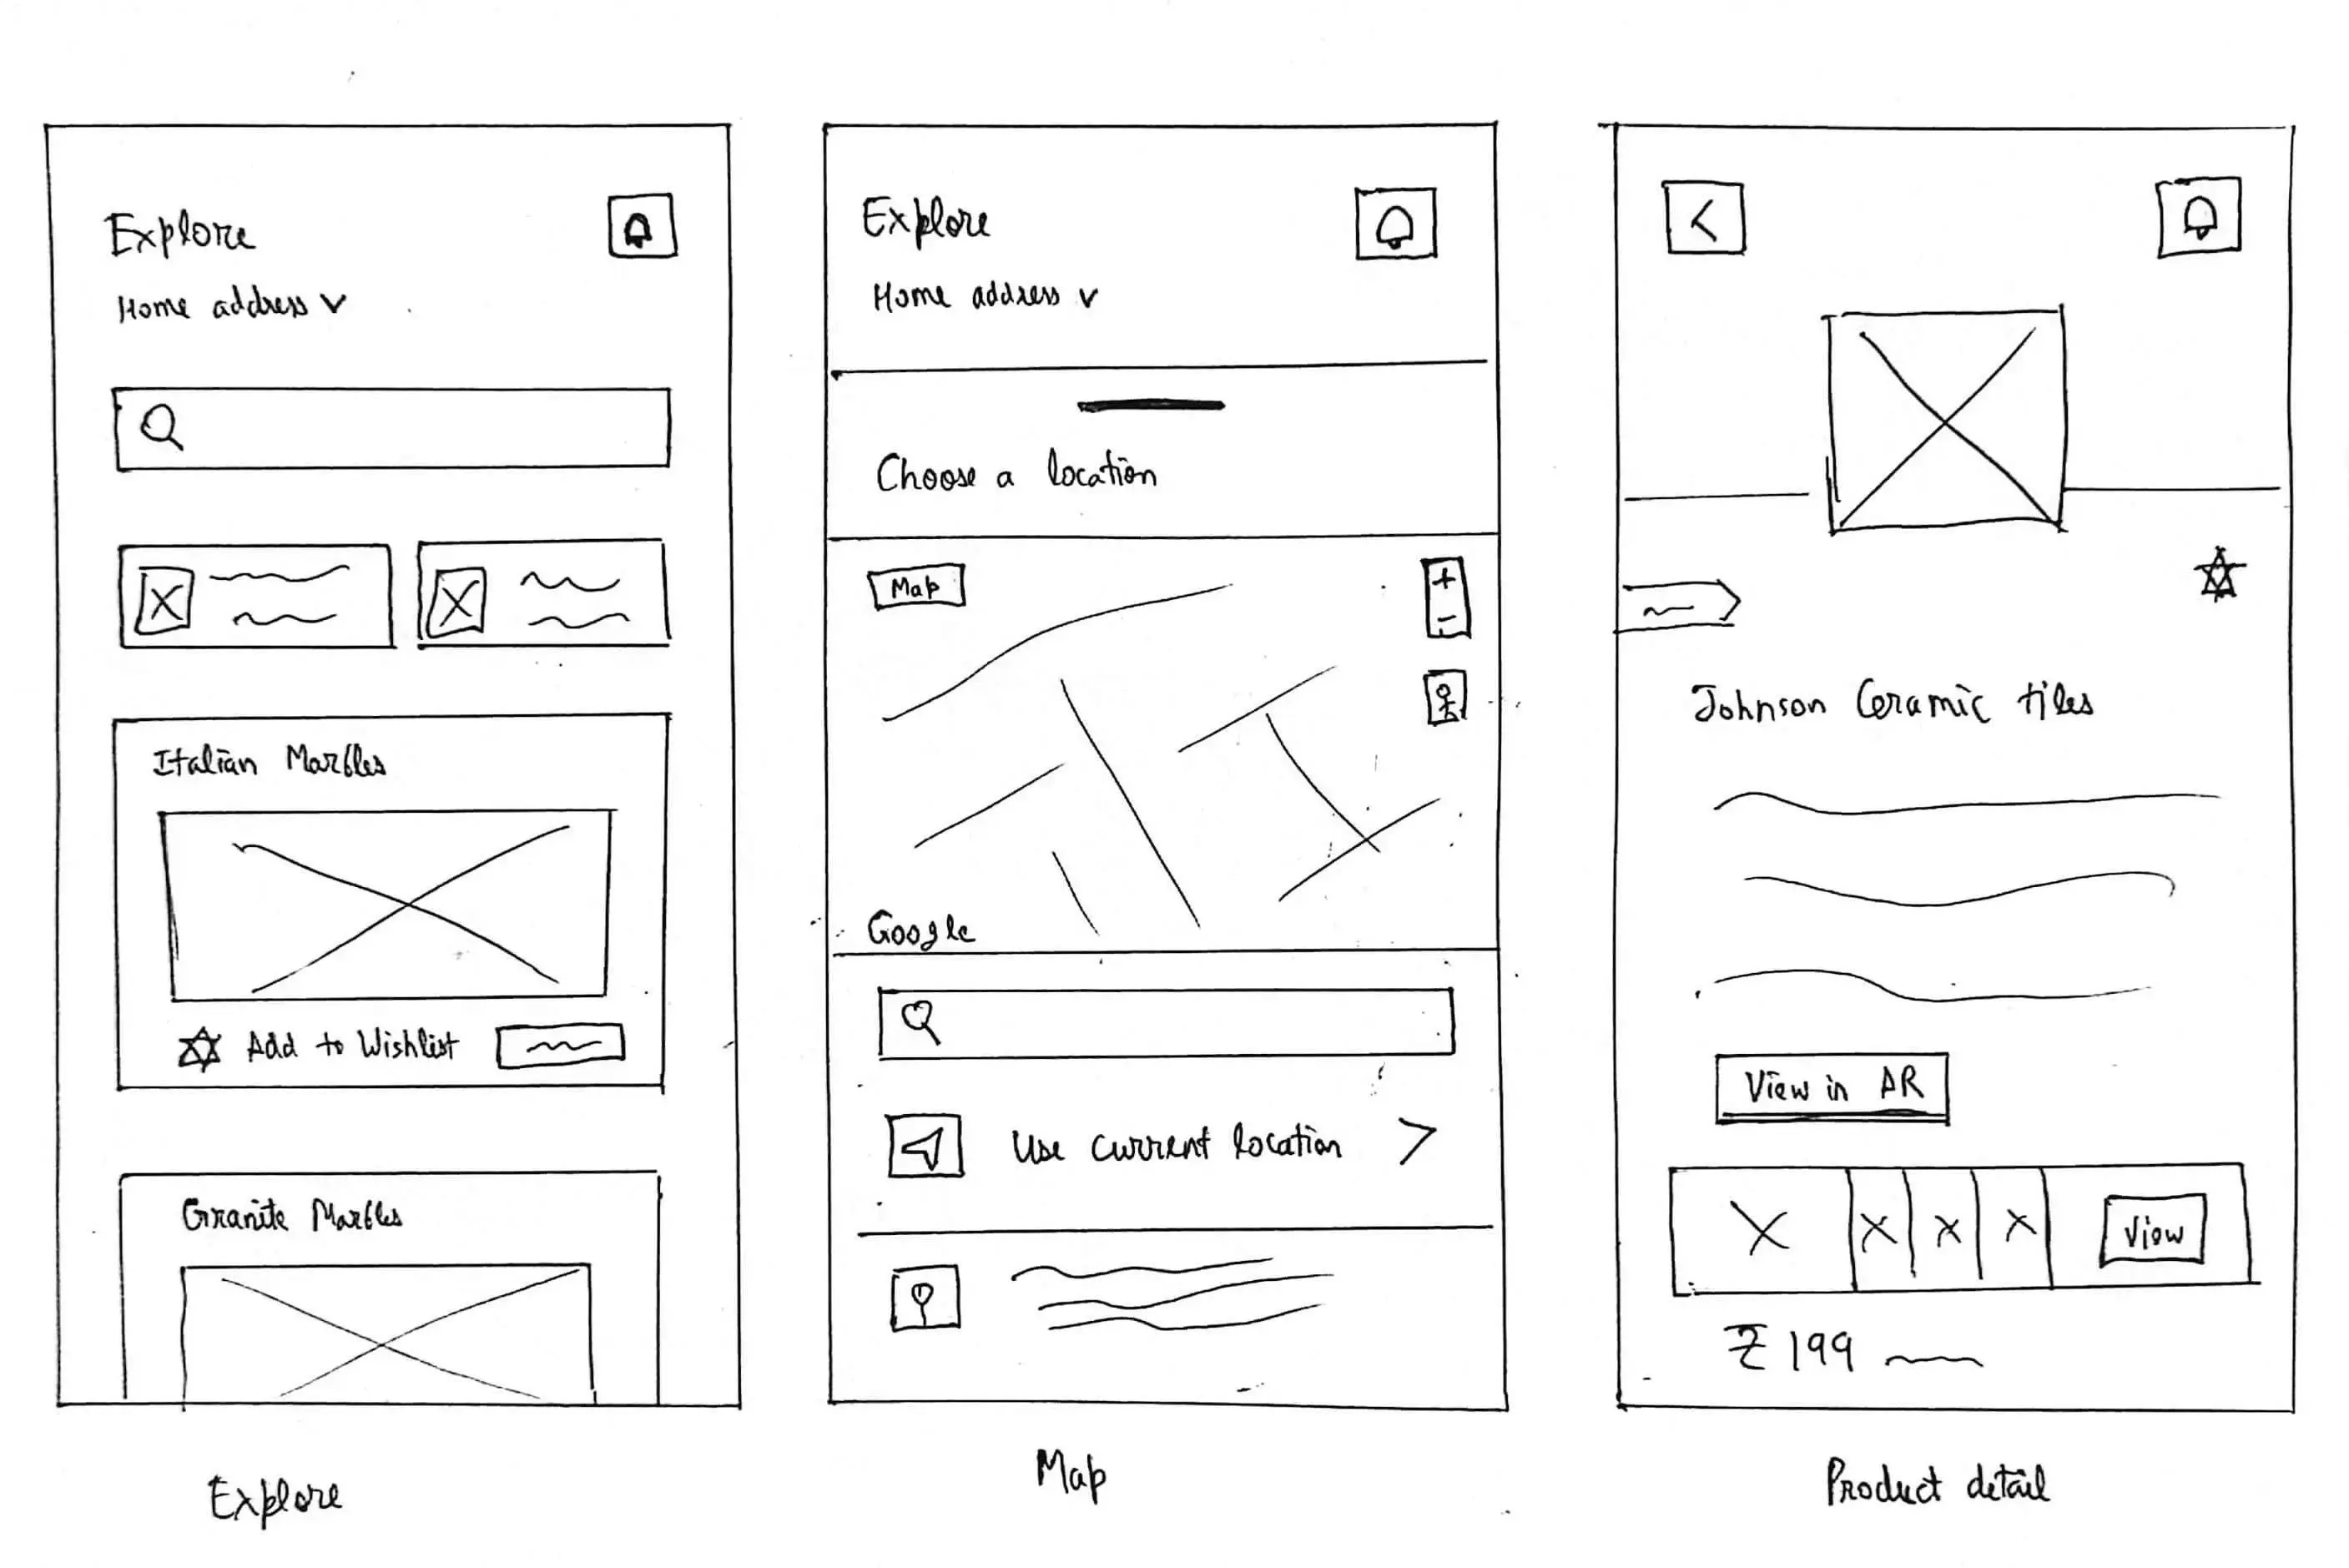 Explore
Home address
Italian Marbles
Add to Wishlist
Granite Marbles
Explore
Explore
Home address
Choose a location
Map
+
-
Google
Use current location
Map
Johnson Ceramic tiles
View in AR
View
₹ 199
Product detail